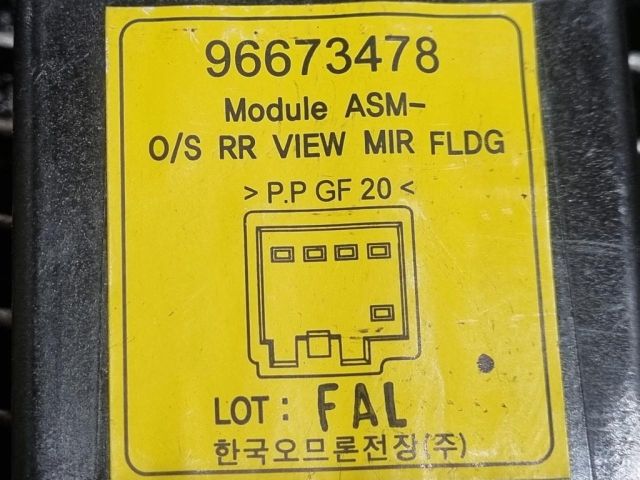 96673478
Module ASM-
O/S RR VIEW MIR FLDG
> P.P GF 20 <
LOT : FAL
한국오므론전장(주)